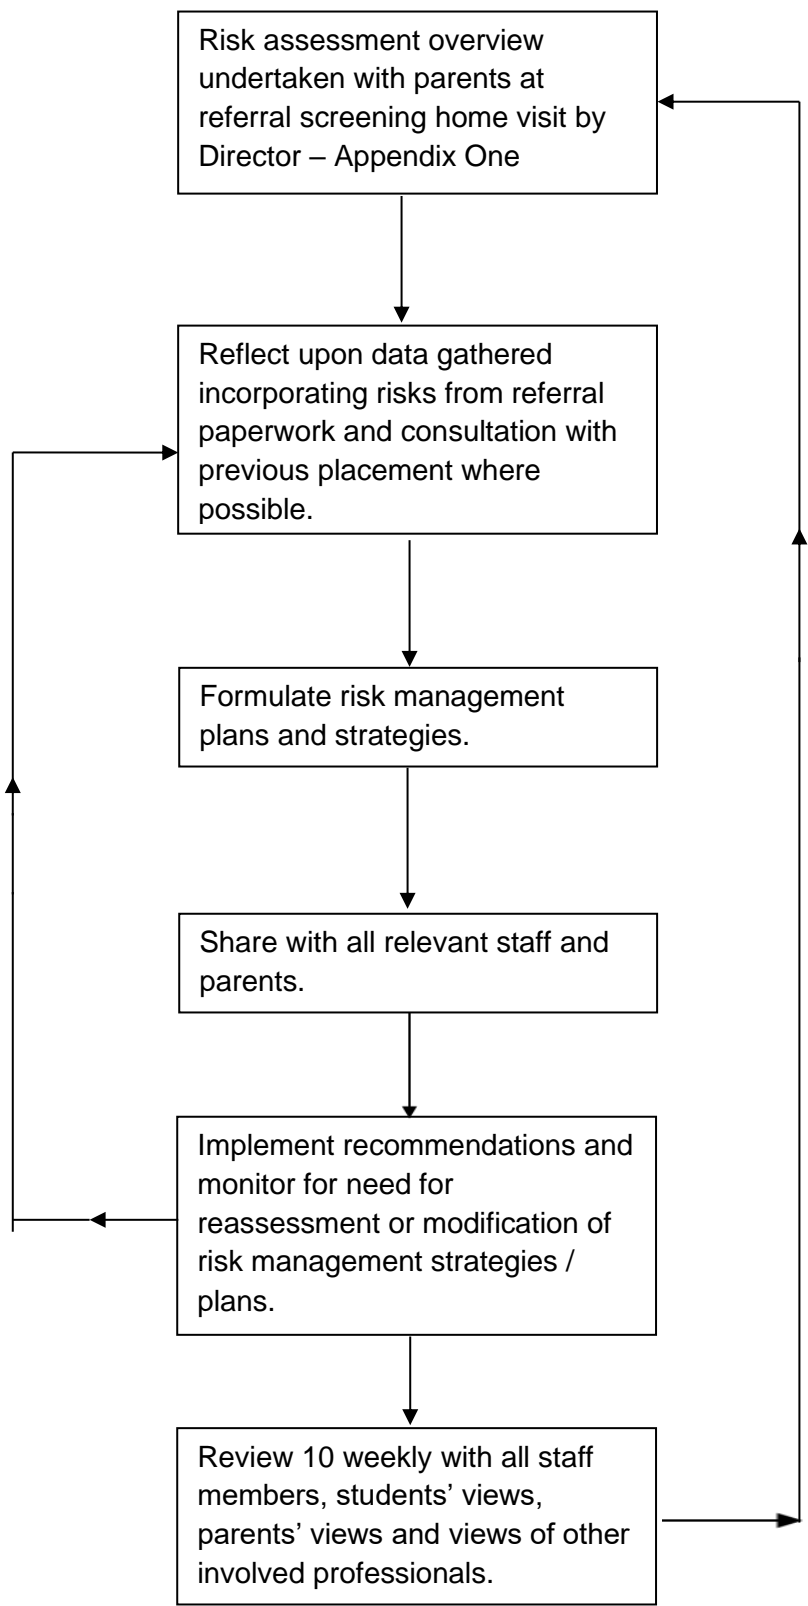 Risk assessment overview
undertaken with parents at
referral screening home visit by
Director – Appendix One
Reflect upon data gathered
incorporating risks from referral
paperwork and consultation with
previous placement where
possible.
Formulate risk management
plans and strategies.
Share with all relevant staff and
parents.
Implement recommendations and
monitor for need for
reassessment or modification of
risk management strategies /
plans.
Review 10 weekly with all staff
members, students’ views,
parents’ views and views of other
involved professionals.